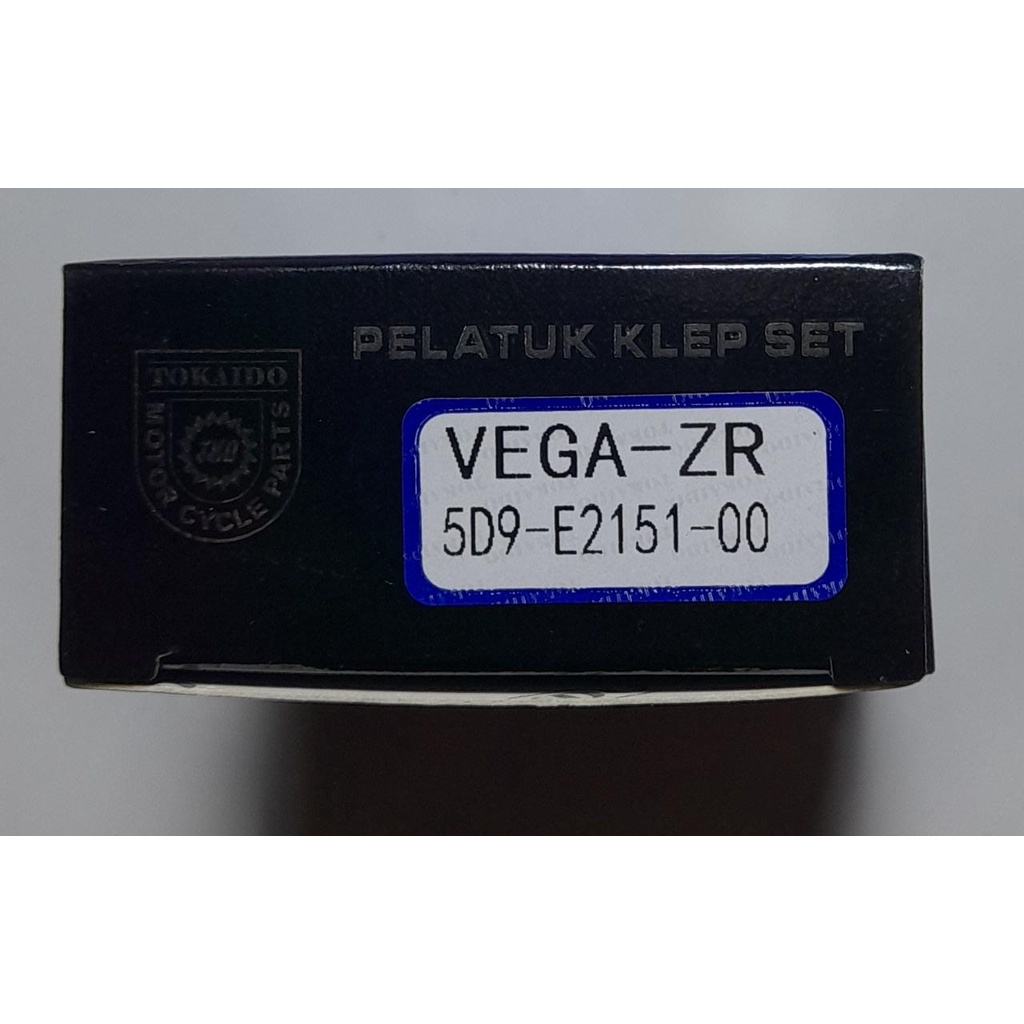 PELATUK KLEP SET
TOKAIDO
MOTOR CYCLE PARTS
VEGA-ZR
5D9-E2151-00